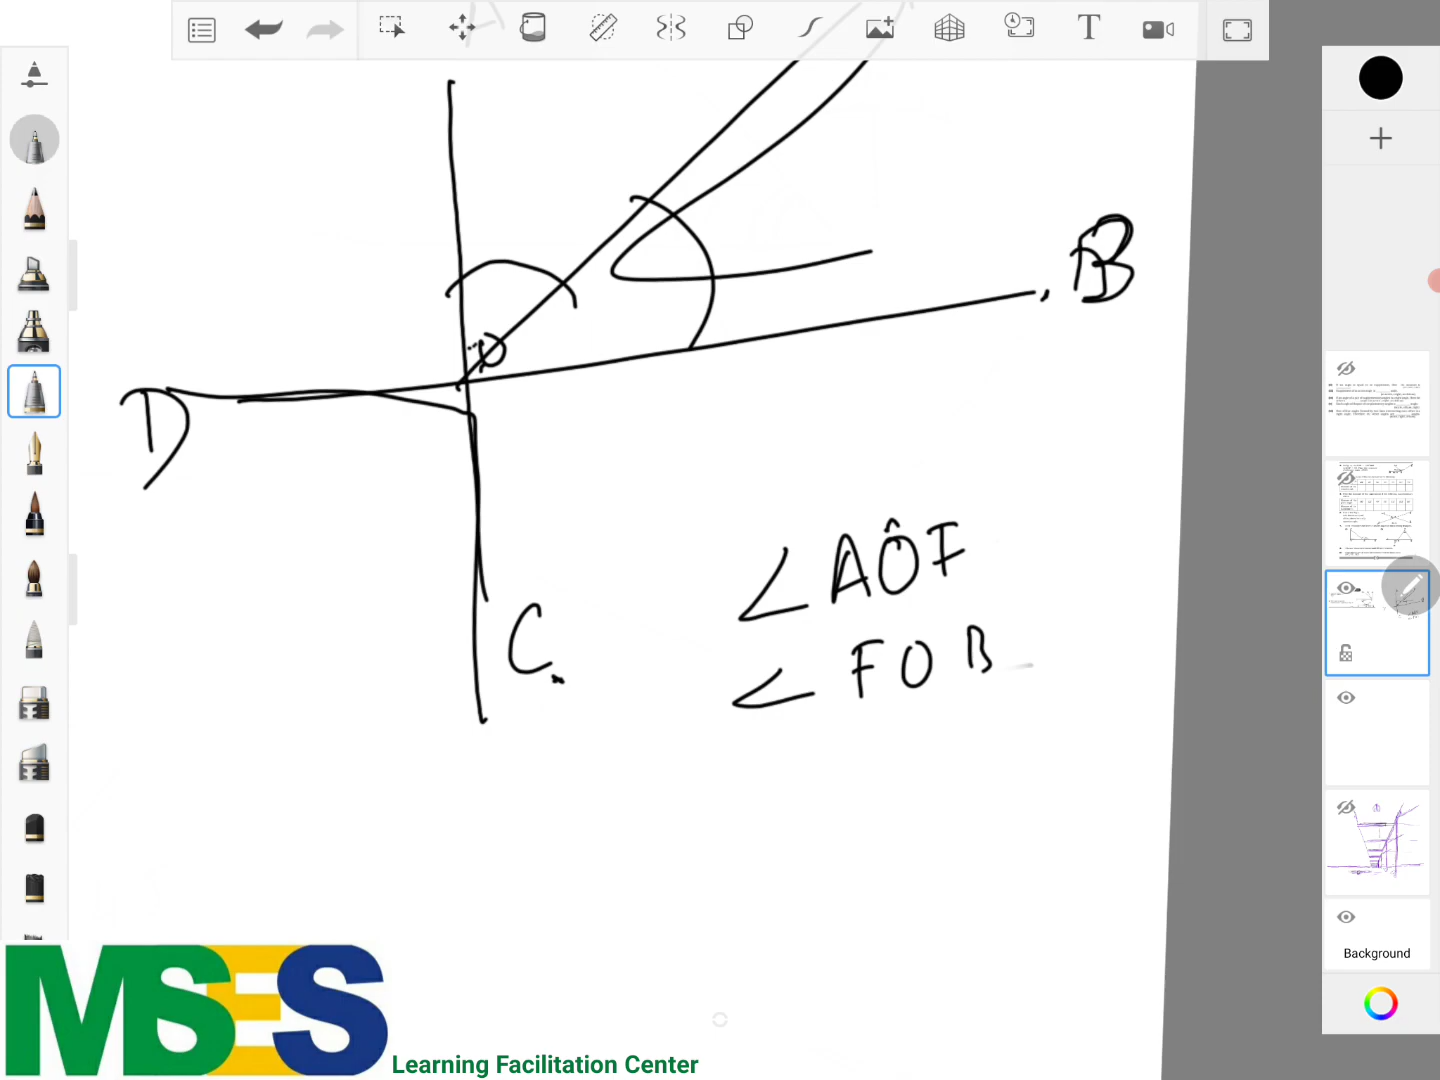 T
B
O
D
∠AÔF
C.
∠FOB
Background
MSES
Learning Facilitation Center